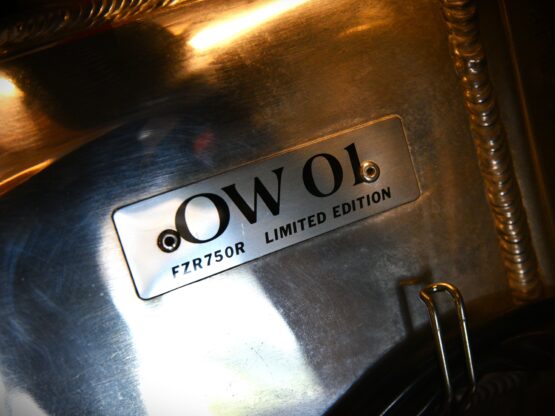 OW 01
FZR750R LIMITED EDITION